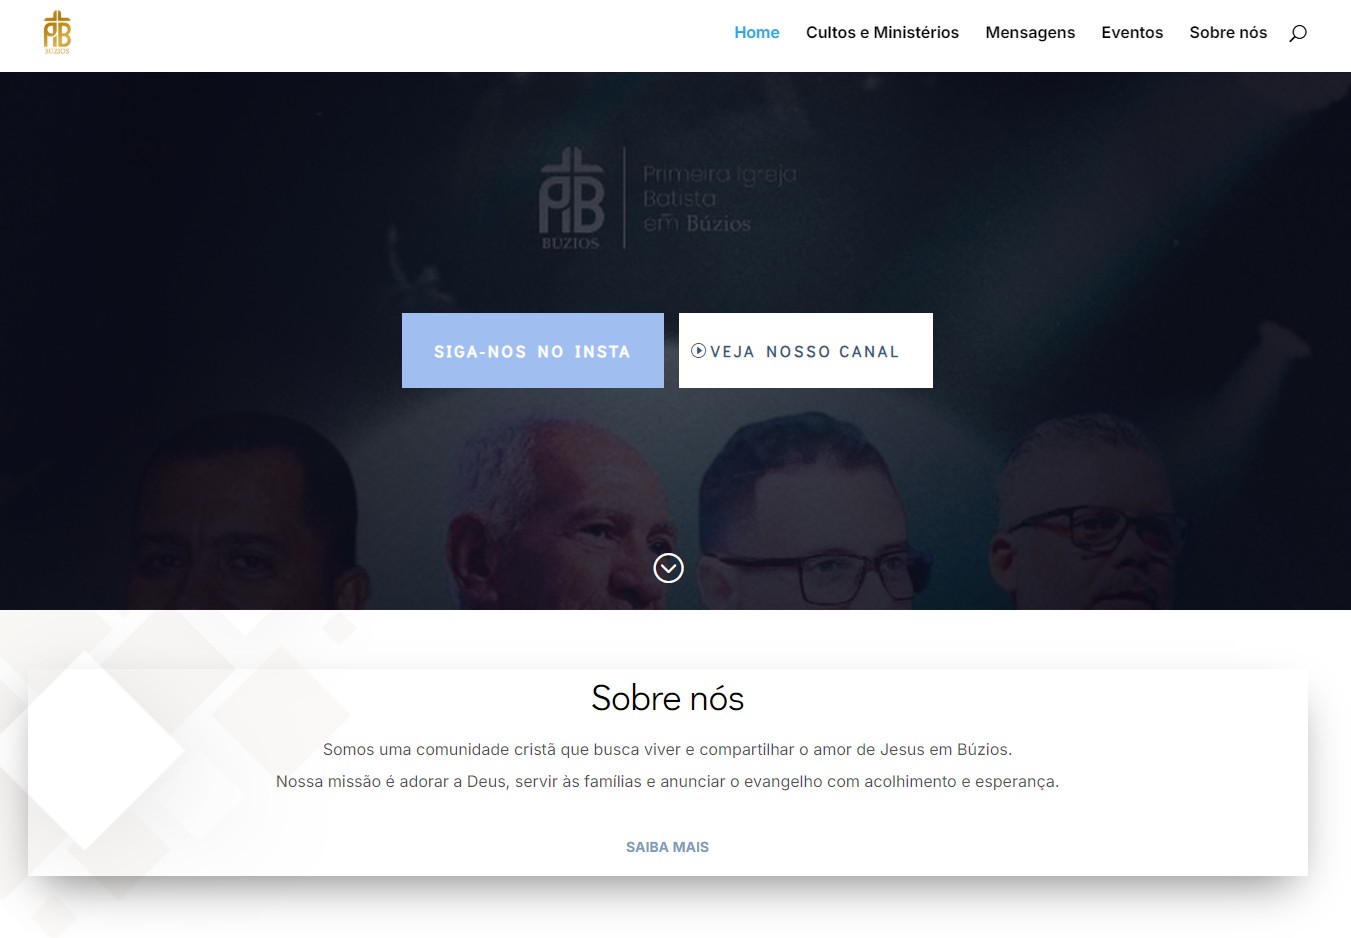 PIB
BÚZIOS
Home
Cultos e Ministérios
Mensagens
Eventos
Sobre nós
PIB
BÚZIOS
Primeira Igreja
Batista
em Búzios
SIGA-NOS NO INSTA
VEJA NOSSO CANAL
Sobre nós
Somos uma comunidade cristã que busca viver e compartilhar o amor de Jesus em Búzios.
Nossa missão é adorar a Deus, servir às famílias e anunciar o evangelho com acolhimento e esperança.
SAIBA MAIS